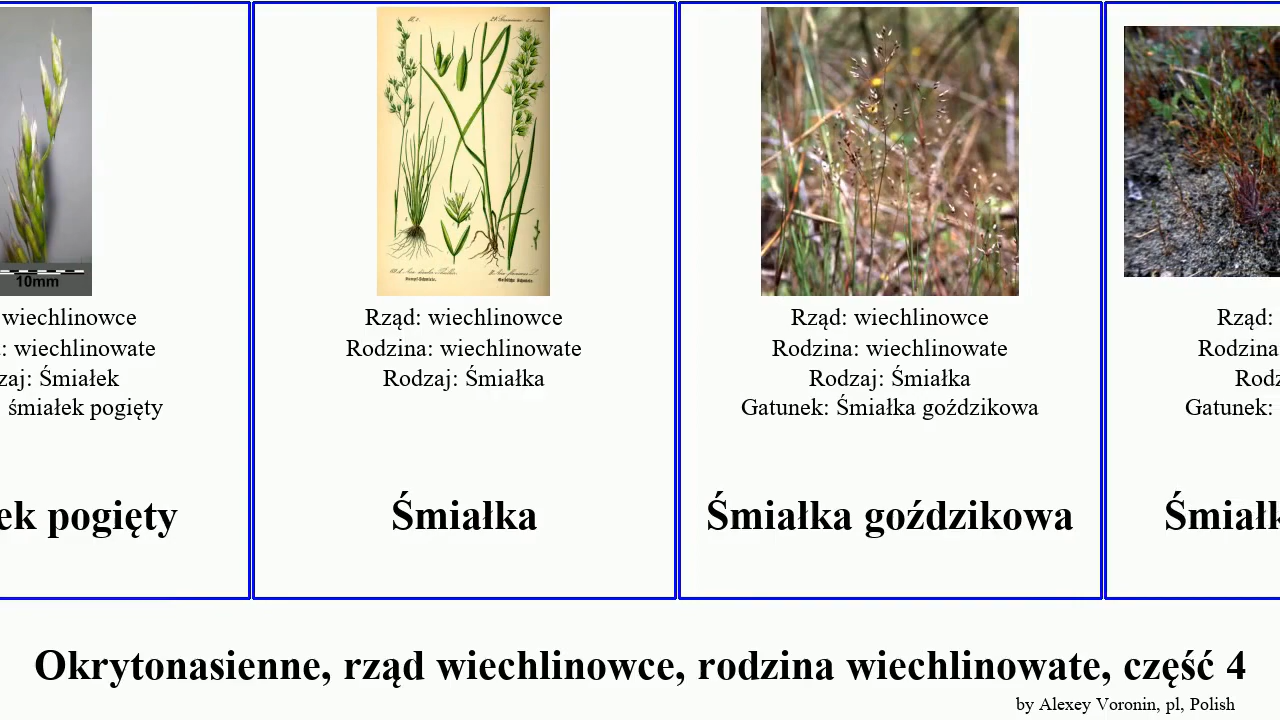 10mm
wiechlinowce
: wiechlinowate
zaj: Śmiałek
śmiałek pogięty
ek pogięty
Rząd: wiechlinowce
Rodzina: wiechlinowate
Rodzaj: Śmiałka
Śmiałka
Rząd: wiechlinowce
Rodzina: wiechlinowate
Rodzaj: Śmiałka
Gatunek: Śmiałka goździkowa
Śmiałka goździkowa
Rząd:
Rodzina
Rodz
Gatunek:
Śmiałk
Okrytonasienne, rząd wiechlinowce, rodzina wiechlinowate, część 4
by Alexey Voronin, pl, Polish